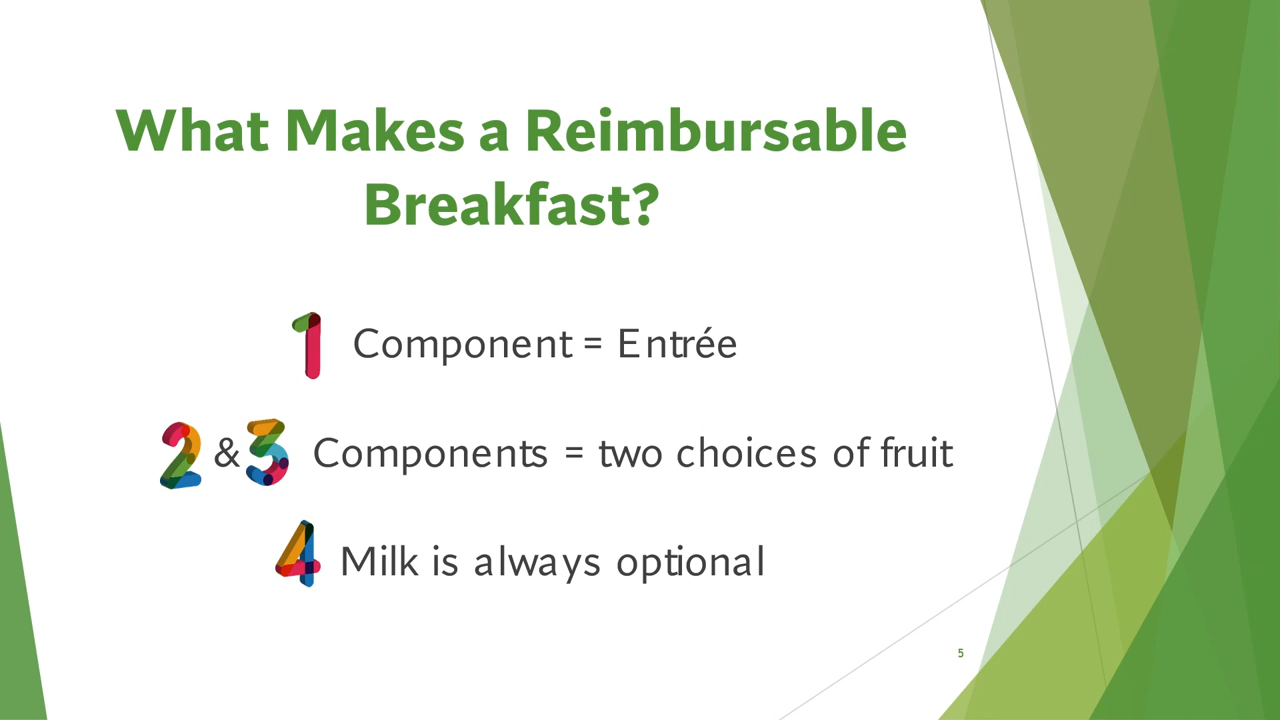 What Makes a Reimbursable
Breakfast?
1 Component = Entrée
2 & 3 Components = two choices of fruit
4 Milk is always optional
5